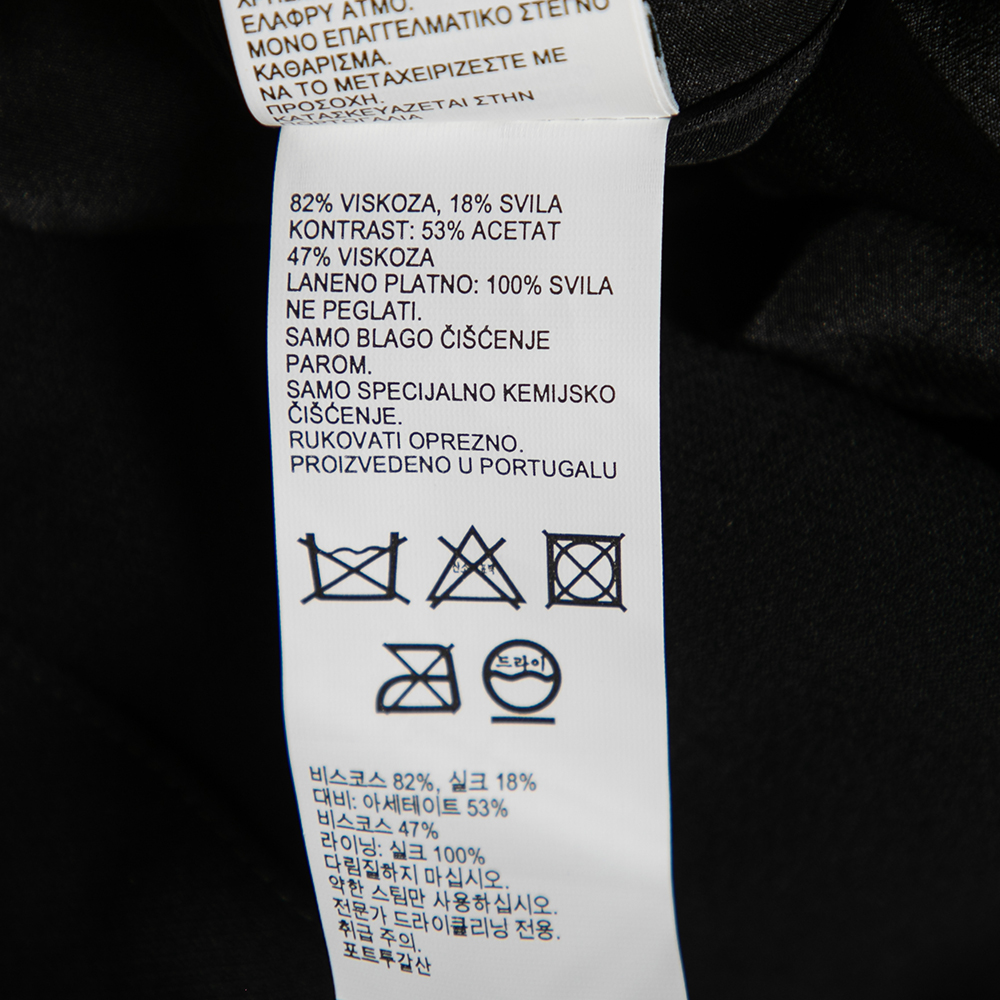 ΕΛΑΦΡΥ ΑΤΜΟ.
ΜΟΝΟ ΕΠΑΓΓΕΛΜΑΤΙΚΟ ΣΤΕΓΝΟ
ΚΑΘΑΡΙΣΜΑ.
ΝΑ ΤΟ ΜΕΤΑΧΕΙΡΙΖΕΣΤΕ ΜΕ
ΠΡΟΣΟΧΗ.
ΚΑΤΑΣΚΕΥΑΖΕΤΑΙ ΣΤΗΝ
ΠΟΡΤΟΓΑΛΙΑ
82% VISKOZA, 18% SVILA
KONTRAST: 53% ACETAT
47% VISKOZA
LANENO PLATNO: 100% SVILA
NE PEGLATI.
SAMO BLAGO ČIŠĆENJE
PAROM.
SAMO SPECIJALNO KEMIJSKO
ČIŠĆENJE.
RUKOVATI OPREZNO.
PROIZVEDENO U PORTUGALU
드라이
비스코스 82%, 실크 18%
대비: 아세테이트 53%
비스코스 47%
라이닝: 실크 100%
다림질하지 마십시오.
약한 스팀만 사용하십시오.
전문가 드라이클리닝 전용.
취급 주의.
포트투갈산